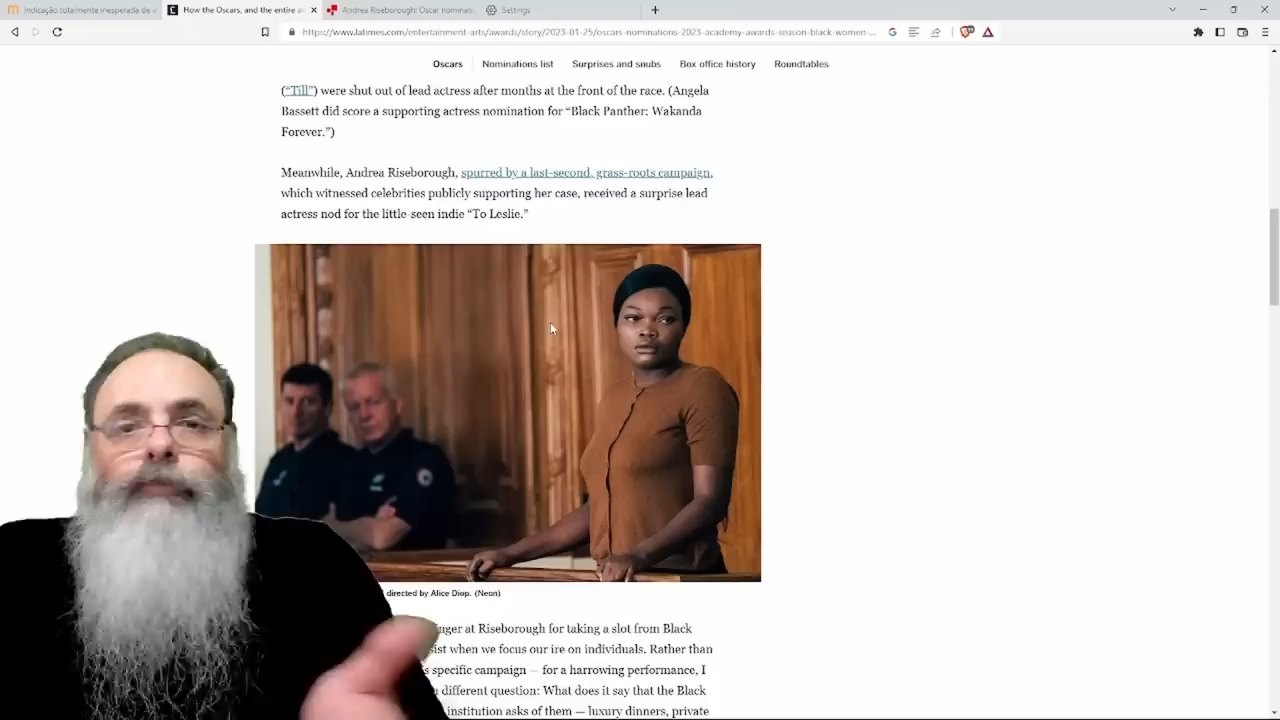 Indicação totalmente inesperada de a
How the Oscars, and the entire a
Andrea Riseborough: Oscar nominati
Settings
https://www.latimes.com/entertainment-arts/awards/story/2023-01-25/oscars-nominations-2023-academy-awards-season-black-women-...
Oscars
Nominations list
Surprises and snubs
Box office history
Roundtables
(“Till”) were shut out of lead actress after months at the front of the race. (Angela
Bassett did score a supporting actress nomination for “Black Panther: Wakanda
Forever.”)
Meanwhile, Andrea Riseborough, spurred by a last-second, grass-roots campaign,
which witnessed celebrities publicly supporting her case, received a surprise lead
actress nod for the little-seen indie “To Leslie.”
directed by Alice Diop. (Neon)
nger at Riseborough for taking a slot from Black
ist when we focus our ire on individuals. Rather than
s specific campaign — for a harrowing performance, I
a different question: What does it say that the Black
institution asks of them — luxury dinners, private